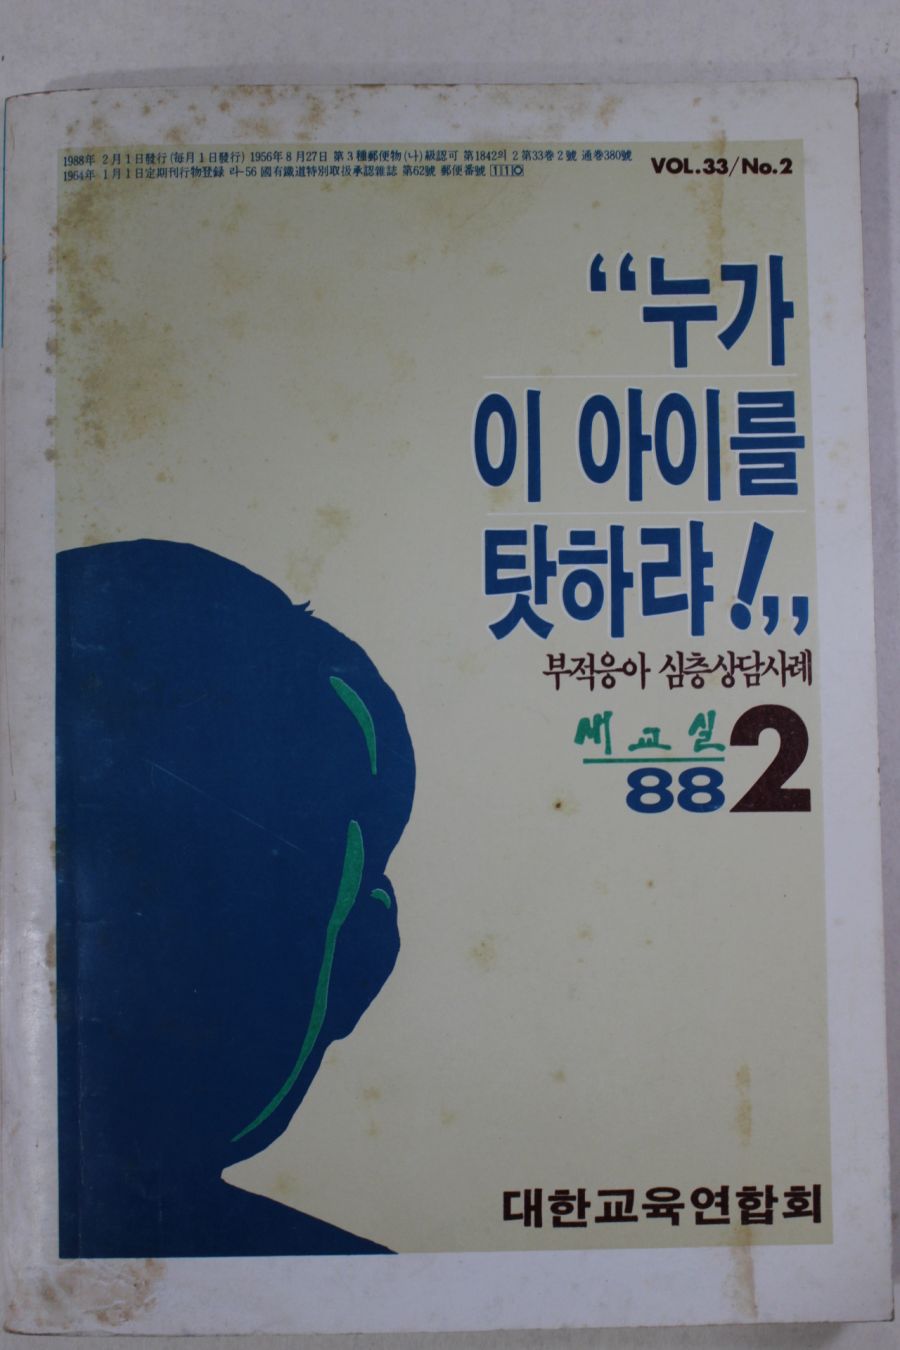 1988年 2月1日發行(每月1日發行) 1956年8月27日 第3種郵便物(나)級認可 第1842의2 第33卷2號 通卷380號
1964年 1月1日定期刊行物登録 라-56 國有鐵道特別取扱承認雜誌 第62號 郵便番號 110
VOL.33/No.2
“누가
이 아이를
탓하랴!”
부적응아 심층상담사례
새교실
88 2
대한교육연합회